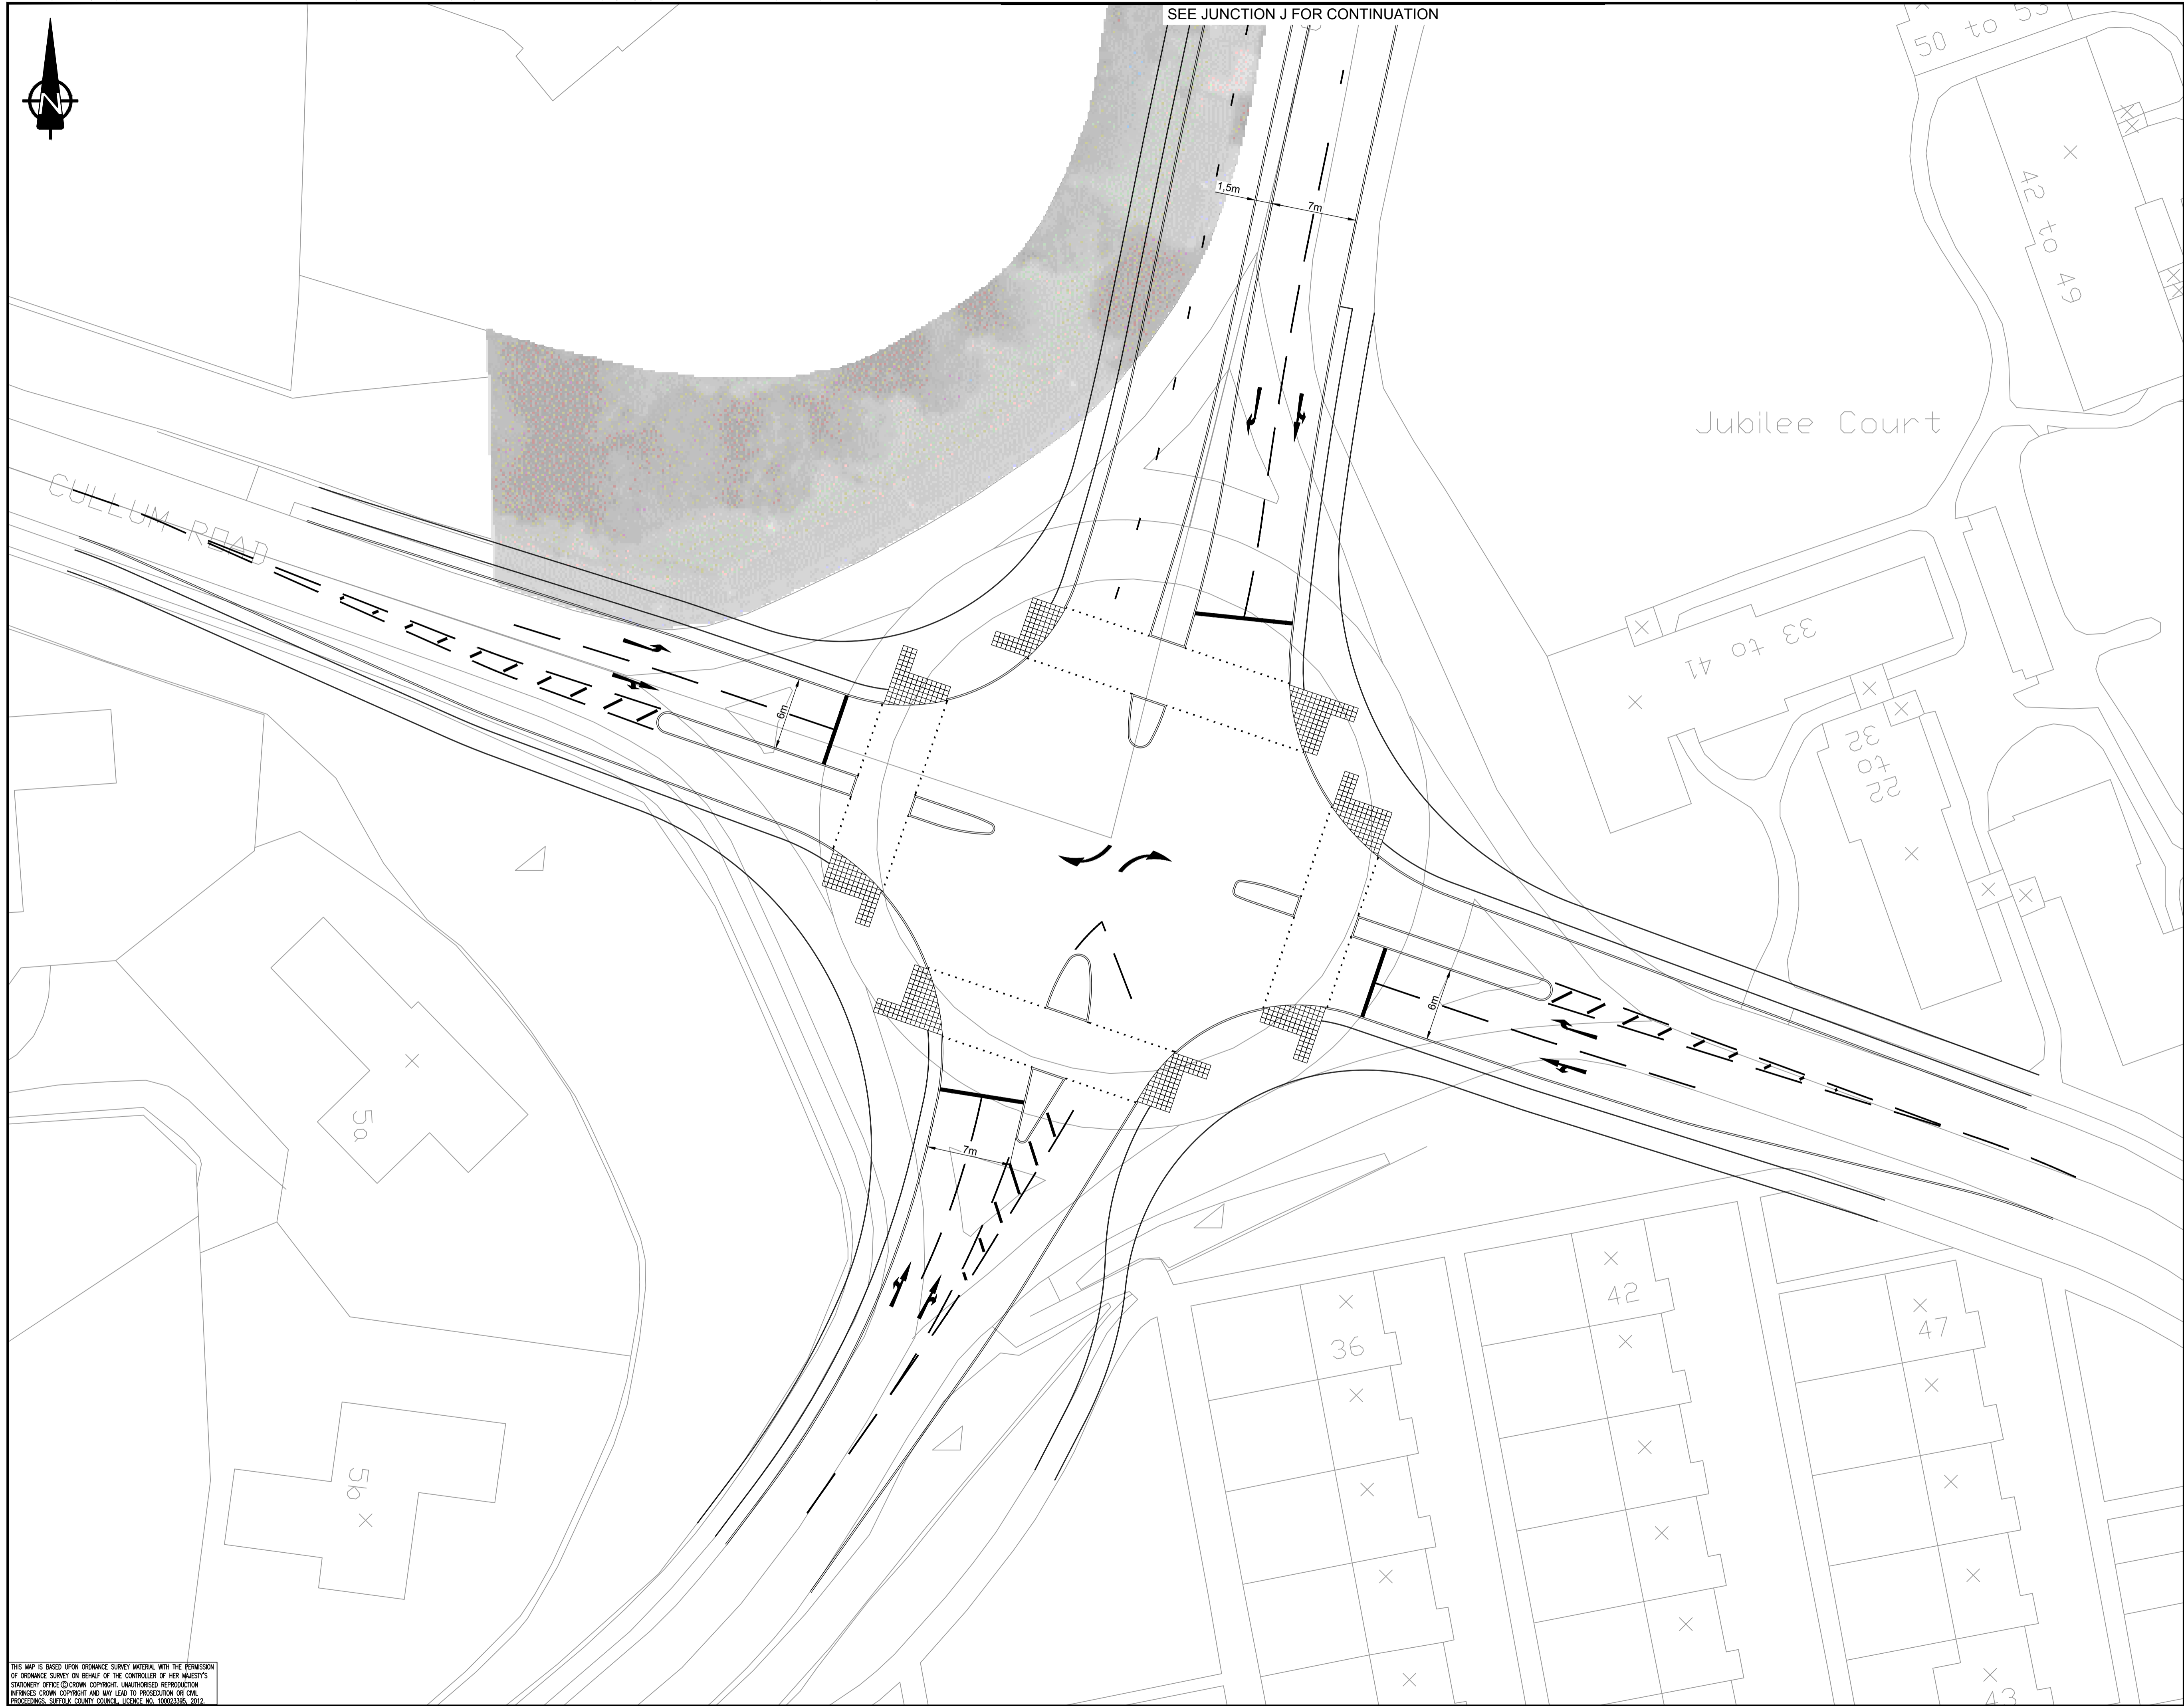 SEE JUNCTION J FOR CONTINUATION
50 to 53
N
1,5m
7m
42 to 49
Jubilee Court
CULLUM ROAD
33 to 41
6m
22 to 32
6m
7m
5a
42
47
36
5b
43
THIS MAP IS BASED UPON ORDNANCE SURVEY MATERIAL WITH THE PERMISSION
OF ORDNANCE SURVEY ON BEHALF OF THE CONTROLLER OF HER MAJESTY'S
STATIONERY OFFICE © CROWN COPYRIGHT. UNAUTHORISED REPRODUCTION
INFRINGES CROWN COPYRIGHT AND MAY LEAD TO PROSECUTION OR CIVIL
PROCEEDINGS. SUFFOLK COUNTY COUNCIL, LICENCE NO. 100023395, 2012.